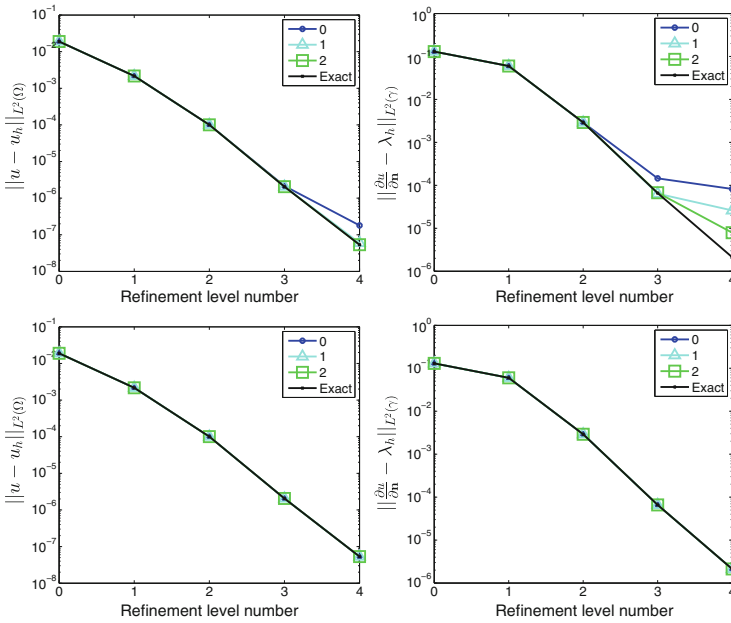 10⁻¹
10⁻²
10⁻³
10⁻⁴
10⁻⁵
10⁻⁶
10⁻⁷
10⁻⁸
||u − u_h||_{L²(Ω)}
0
1
2
Exact
0 1 2 3 4
Refinement level number
10⁰
10⁻¹
10⁻²
10⁻³
10⁻⁴
10⁻⁵
10⁻⁶
||∂u/∂n − λ_h||_{L²(γ)}
0
1
2
Exact
0 1 2 3 4
Refinement level number
10⁻¹
10⁻²
10⁻³
10⁻⁴
10⁻⁵
10⁻⁶
10⁻⁷
10⁻⁸
||u − u_h||_{L²(Ω)}
0
1
2
Exact
0 1 2 3 4
Refinement level number
10⁰
10⁻¹
10⁻²
10⁻³
10⁻⁴
10⁻⁵
10⁻⁶
||∂u/∂n − λ_h||_{L²(γ)}
0
1
2
Exact
0 1 2 3 4
Refinement level number